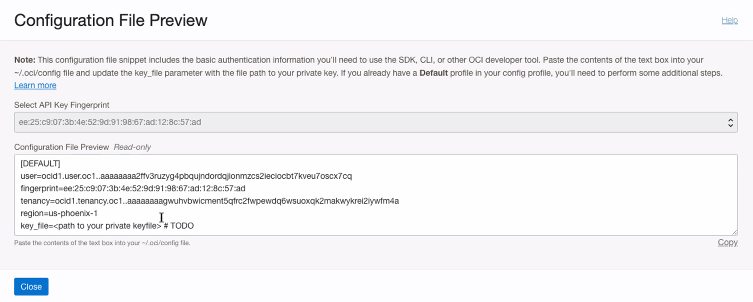 Configuration File Preview
Help
Note: This configuration file snippet includes the basic authentication information you'll need to use the SDK, CLI, or other OCI developer tool. Paste the contents of the text box into your
~/.oci/config file and update the key_file parameter with the file path to your private key. If you already have a Default profile in your config profile, you'll need to perform some additional steps.
Learn more
Select API Key Fingerprint
ee:25:c9:07:3b:4e:52:9d:91:98:67:ad:12:8c:57:ad
Configuration File Preview Read-only
[DEFAULT]
user=ocid1.user.oc1..aaaaaaaa2ffv3ruzyg4pbqujndordqjionmzcs2ieciocbt7kveu7oscx7cq
fingerprint=ee:25:c9:07:3b:4e:52:9d:91:98:67:ad:12:8c:57:ad
tenancy=ocid1.tenancy.oc1..aaaaaaaagwuhvbwicment5qfrc2fwpewdq6wsuoxqk2rnakwykrei2iywfm4a
region=us-phoenix-1
key_file=<path to your private keyfile> # TODO
Paste the contents of the text box into your ~/.oci/config file.
Copy
Close